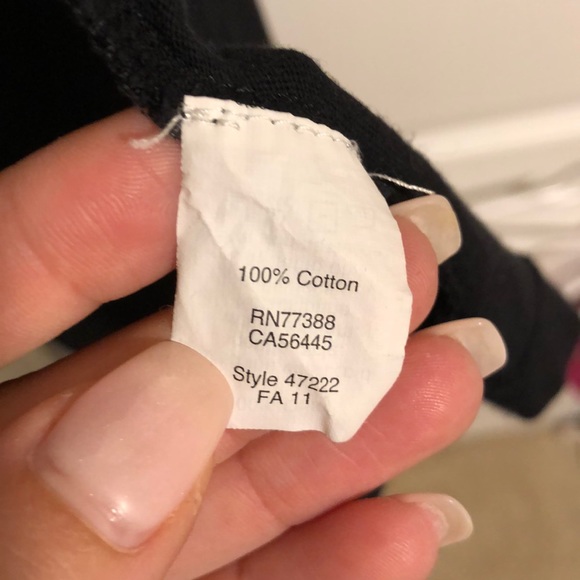 100% Cotton
RN77388
CA56445
Style 47222
FA 11